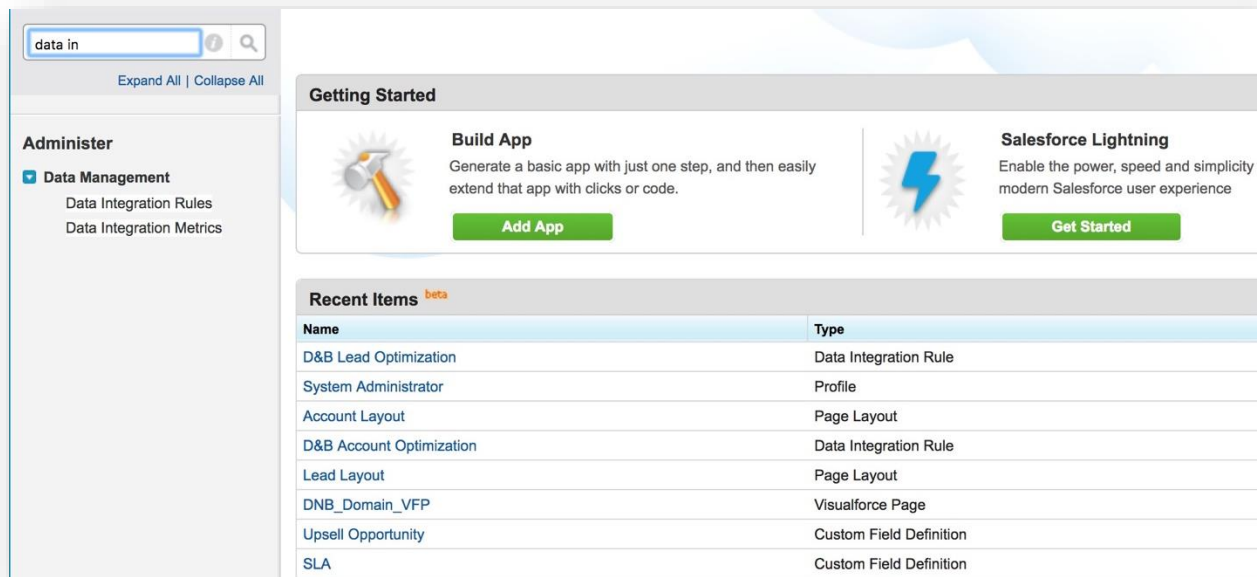 data in
Expand All | Collapse All
Administer
Data Management
Data Integration Rules
Data Integration Metrics
Getting Started
Build App
Generate a basic app with just one step, and then easily
extend that app with clicks or code.
Add App
Salesforce Lightning
Enable the power, speed and simplicity
modern Salesforce user experience
Get Started
Recent Items beta
Name Type
D&B Lead Optimization Data Integration Rule
System Administrator Profile
Account Layout Page Layout
D&B Account Optimization Data Integration Rule
Lead Layout Page Layout
DNB_Domain_VFP Visualforce Page
Upsell Opportunity Custom Field Definition
SLA Custom Field Definition